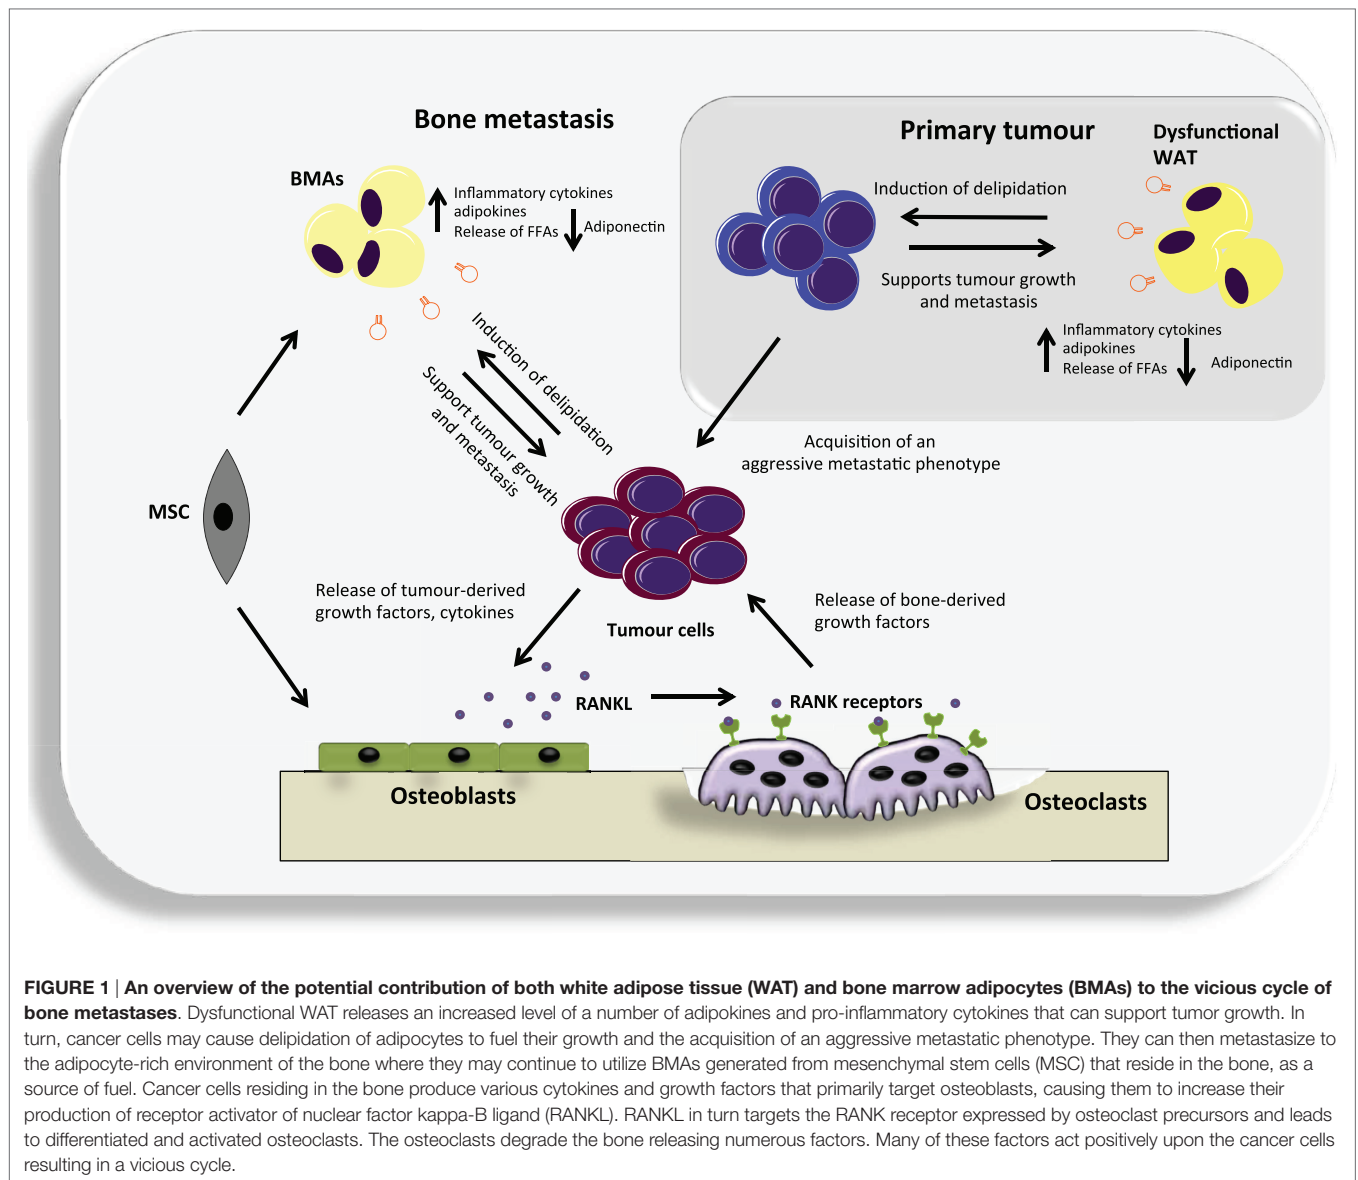 Bone metastasis
BMAs
Inflammatory cytokines
adipokines
Release of FFAs
Adiponectin
Primary tumour
Dysfunctional
WAT
Induction of delipidation
Supports tumour growth
and metastasis
Inflammatory cytokines
adipokines
Release of FFAs
Adiponectin
Induction of delipidation
Support tumour growth
and metastasis
Acquisition of an
aggressive metastatic phenotype
MSC
Release of tumour-derived
growth factors, cytokines
Tumour cells
Release of bone-derived
growth factors
RANKL
RANK receptors
Osteoblasts
Osteoclasts
FIGURE 1 | An overview of the potential contribution of both white adipose tissue (WAT) and bone marrow adipocytes (BMAs) to the vicious cycle of
bone metastases. Dysfunctional WAT releases an increased level of a number of adipokines and pro-inflammatory cytokines that can support tumor growth. In
turn, cancer cells may cause delipidation of adipocytes to fuel their growth and the acquisition of an aggressive metastatic phenotype. They can then metastasize to
the adipocyte-rich environment of the bone where they may continue to utilize BMAs generated from mesenchymal stem cells (MSC) that reside in the bone, as a
source of fuel. Cancer cells residing in the bone produce various cytokines and growth factors that primarily target osteoblasts, causing them to increase their
production of receptor activator of nuclear factor kappa-B ligand (RANKL). RANKL in turn targets the RANK receptor expressed by osteoclast precursors and leads
to differentiated and activated osteoclasts. The osteoclasts degrade the bone releasing numerous factors. Many of these factors act positively upon the cancer cells
resulting in a vicious cycle.